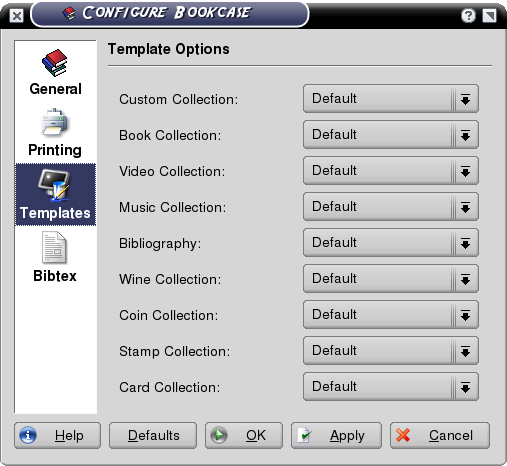 Configure Bookcase
Template Options
General
Printing
Templates
Bibtex
Custom Collection: Default
Book Collection: Default
Video Collection: Default
Music Collection: Default
Bibliography: Default
Wine Collection: Default
Coin Collection: Default
Stamp Collection: Default
Card Collection: Default
Help Defaults OK Apply Cancel